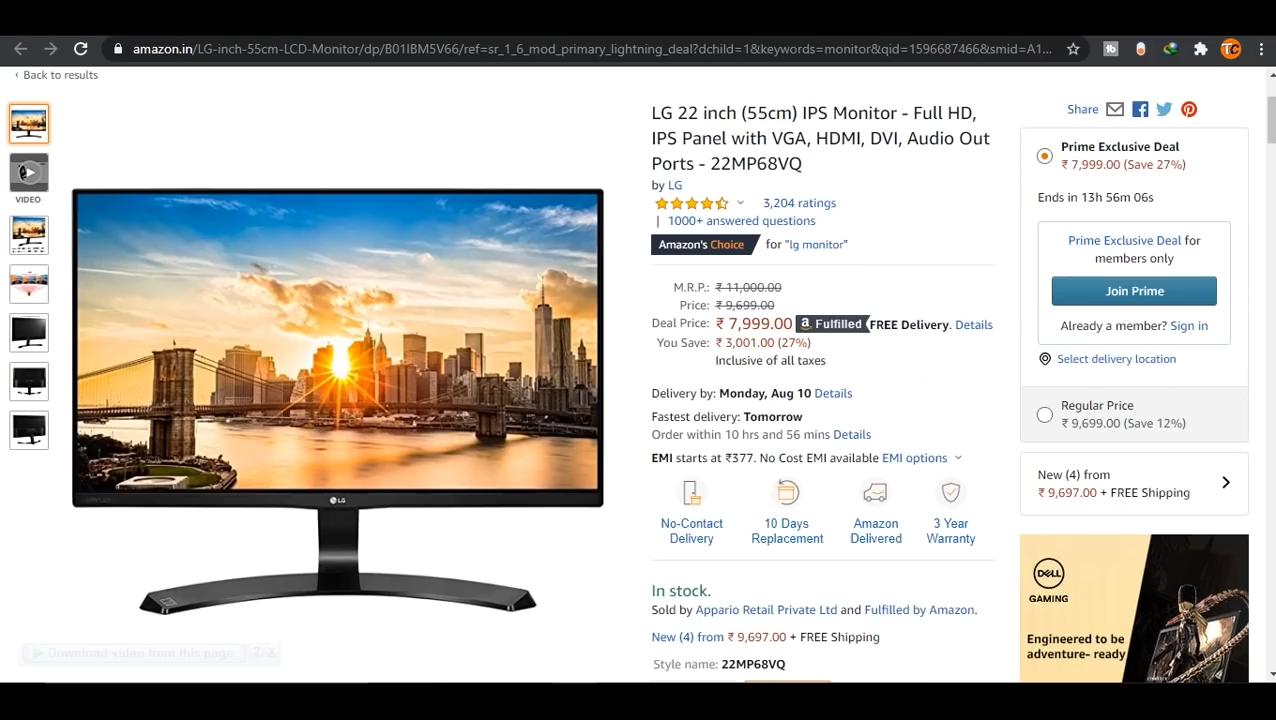 amazon.in/LG-inch-55cm-LCD-Monitor/dp/B01IBM5V66/ref=sr_1_6_mod_primary_lightning_deal?dchild=1&keywords=monitor&qid=1596687466&smid=A1...
TC
‹ Back to results
VIDEO
LG
LG 22 inch (55cm) IPS Monitor - Full HD,
IPS Panel with VGA, HDMI, DVI, Audio Out
Ports - 22MP68VQ
by LG
3,204 ratings
| 1000+ answered questions
Amazon's Choice for "lg monitor"
M.R.P.: ₹ 11,000.00
Price: ₹ 9,699.00
Deal Price: ₹ 7,999.00 a Fulfilled FREE Delivery. Details
You Save: ₹ 3,001.00 (27%)
Inclusive of all taxes
Delivery by: Monday, Aug 10 Details
Fastest delivery: Tomorrow
Order within 10 hrs and 56 mins Details
EMI starts at ₹377. No Cost EMI available EMI options
No-Contact Delivery
10 Days Replacement
Amazon Delivered
3 Year Warranty
In stock.
Sold by Appario Retail Private Ltd and Fulfilled by Amazon.
New (4) from ₹ 9,697.00 + FREE Shipping
Style name: 22MP68VQ
Download video from this page
Share
Prime Exclusive Deal
₹ 7,999.00 (Save 27%)
Ends in 13h 56m 06s
Prime Exclusive Deal for
members only
Join Prime
Already a member? Sign in
Select delivery location
Regular Price
₹ 9,699.00 (Save 12%)
New (4) from
₹ 9,697.00 + FREE Shipping
DELL
GAMING
Engineered to be
adventure- ready